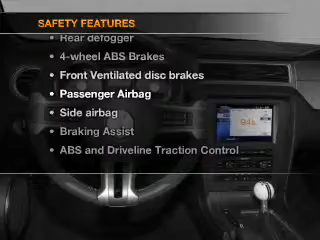 SAFETY FEATURES
• Rear defogger
• 4-wheel ABS Brakes
• Front Ventilated disc brakes
• Passenger Airbag
• Side airbag
• Braking Assist
• ABS and Driveline Traction Control